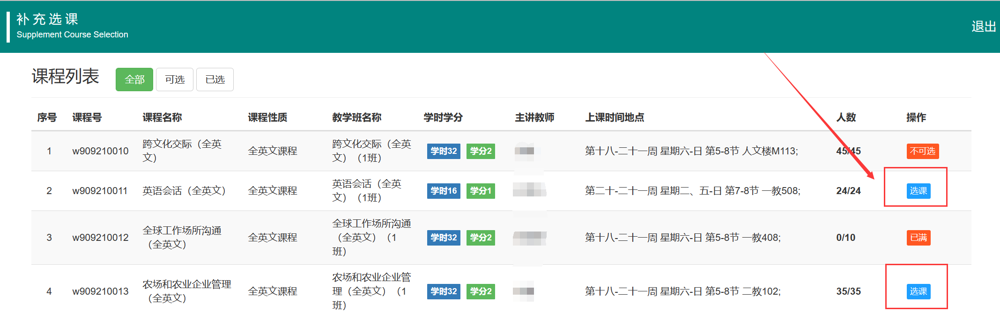 补充选课
Supplement Course Selection
退出
课程列表 全部 可选 已选
序号 课程号 课程名称 课程性质 教学班名称 学时学分 主讲教师 上课时间地点 人数 操作
1 w909210010 跨文化交际（全英
文） 全英文课程 跨文化交际（全英
文）（1班） 学时32 学分2 第十八-二十一周 星期六-日 第5-8节 人文楼M113; 45/45 不可选
2 w909210011 英语会话（全英文） 全英文课程 英语会话（全英
文）（1班） 学时16 学分1 第二十-二十一周 星期二、五-日 第7-8节 一教508; 24/24 选课
3 w909210012 全球工作场所沟通
（全英文） 全英文课程 全球工作场所沟通
（全英文）（1
班） 学时32 学分2 第十八-二十一周 星期六-日 第5-8节 一教408; 0/10 已满
4 w909210013 农场和农业企业管理
（全英文） 全英文课程 农场和农业企业管
理（全英文）（1
班） 学时32 学分2 第十八-二十一周 星期六-日 第5-8节 二教102; 35/35 选课